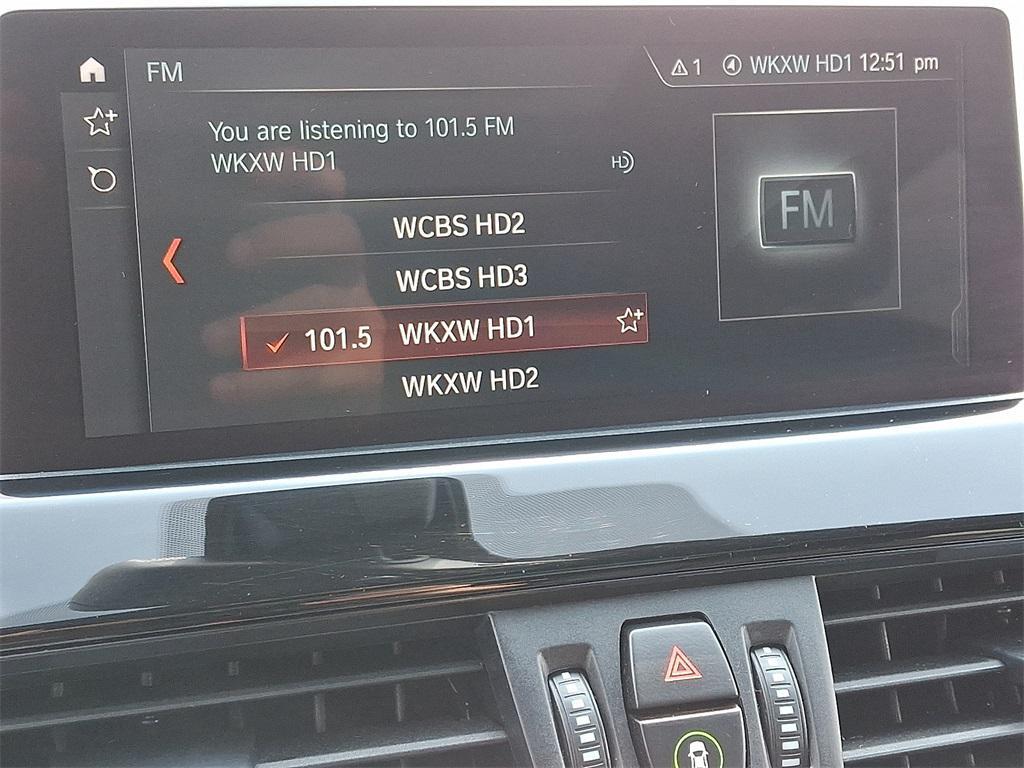 FM
1 WKXW HD1 12:51 pm
You are listening to 101.5 FM
WKXW HD1
HD
WCBS HD2
WCBS HD3
101.5 WKXW HD1
WKXW HD2
FM